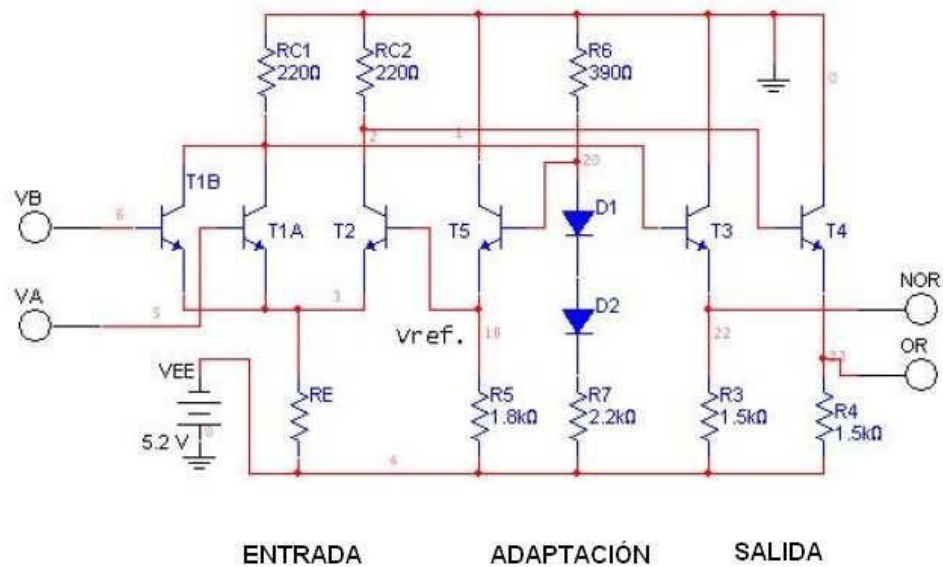 RC1
220Ω
RC2
220Ω
R6
390Ω
0
2
1
20
T1B
VB
6
T1A
T2
T5
D1
T3
T4
VA
5
3
D2
NOR
Vref.
18
22
OR
VEE
RE
R5
1.8kΩ
R7
2.2kΩ
R3
1.5kΩ
R4
1.5kΩ
5.2 V
4
ENTRADA
ADAPTACIÓN
SALIDA